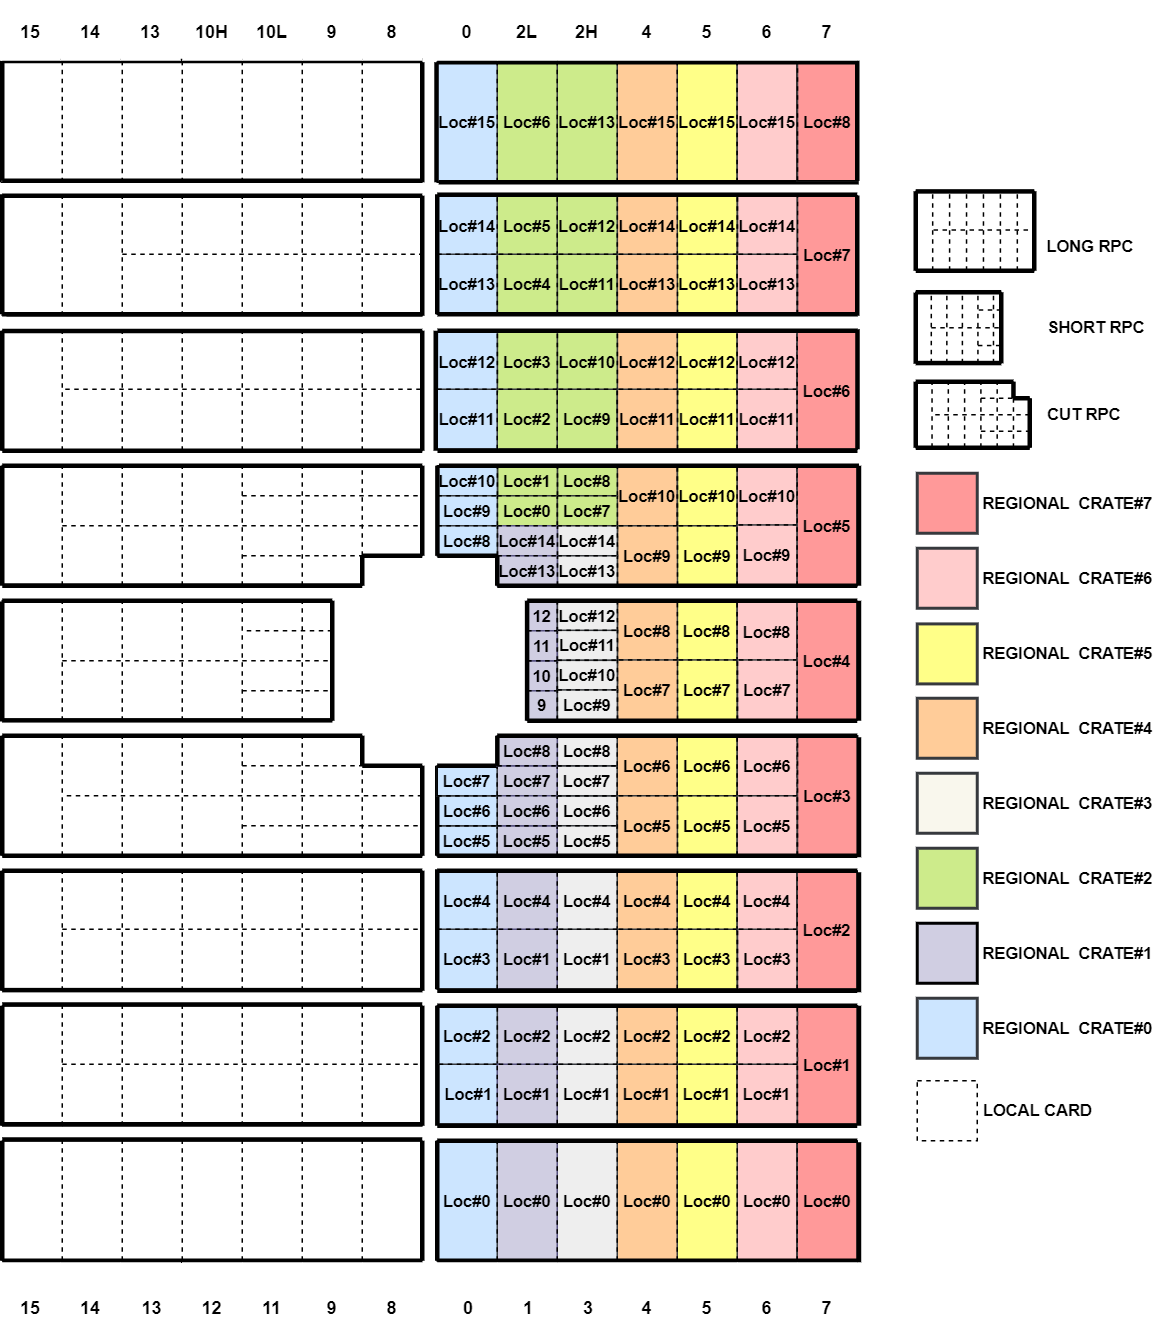 15 14 13 10H 10L 9 8 0 2L 2H 4 5 6 7
Loc#15 Loc#6 Loc#13 Loc#15 Loc#15 Loc#15 Loc#8
Loc#14 Loc#5 Loc#12 Loc#14 Loc#14 Loc#14
Loc#7
Loc#13 Loc#4 Loc#11 Loc#13 Loc#13 Loc#13
Loc#12 Loc#3 Loc#10 Loc#12 Loc#12 Loc#12
Loc#6
Loc#11 Loc#2 Loc#9 Loc#11 Loc#11 Loc#11
Loc#10 Loc#1 Loc#8
Loc#10 Loc#10 Loc#10
Loc#9 Loc#0 Loc#7
Loc#5
Loc#8 Loc#14 Loc#14
Loc#9 Loc#9 Loc#9
Loc#13 Loc#13
12 Loc#12
Loc#8 Loc#8 Loc#8
11 Loc#11
Loc#4
10 Loc#10
Loc#7 Loc#7 Loc#7
9 Loc#9
Loc#8 Loc#8
Loc#6 Loc#6 Loc#6
Loc#7 Loc#7 Loc#7
Loc#3
Loc#6 Loc#6 Loc#6
Loc#5 Loc#5 Loc#5
Loc#5 Loc#5 Loc#5
Loc#4 Loc#4 Loc#4 Loc#4 Loc#4 Loc#4
Loc#2
Loc#3 Loc#1 Loc#1 Loc#3 Loc#3 Loc#3
Loc#2 Loc#2 Loc#2 Loc#2 Loc#2 Loc#2
Loc#1
Loc#1 Loc#1 Loc#1 Loc#1 Loc#1 Loc#1
Loc#0 Loc#0 Loc#0 Loc#0 Loc#0 Loc#0 Loc#0
15 14 13 12 11 9 8 0 1 3 4 5 6 7
LONG RPC
SHORT RPC
CUT RPC
REGIONAL CRATE#7
REGIONAL CRATE#6
REGIONAL CRATE#5
REGIONAL CRATE#4
REGIONAL CRATE#3
REGIONAL CRATE#2
REGIONAL CRATE#1
REGIONAL CRATE#0
LOCAL CARD